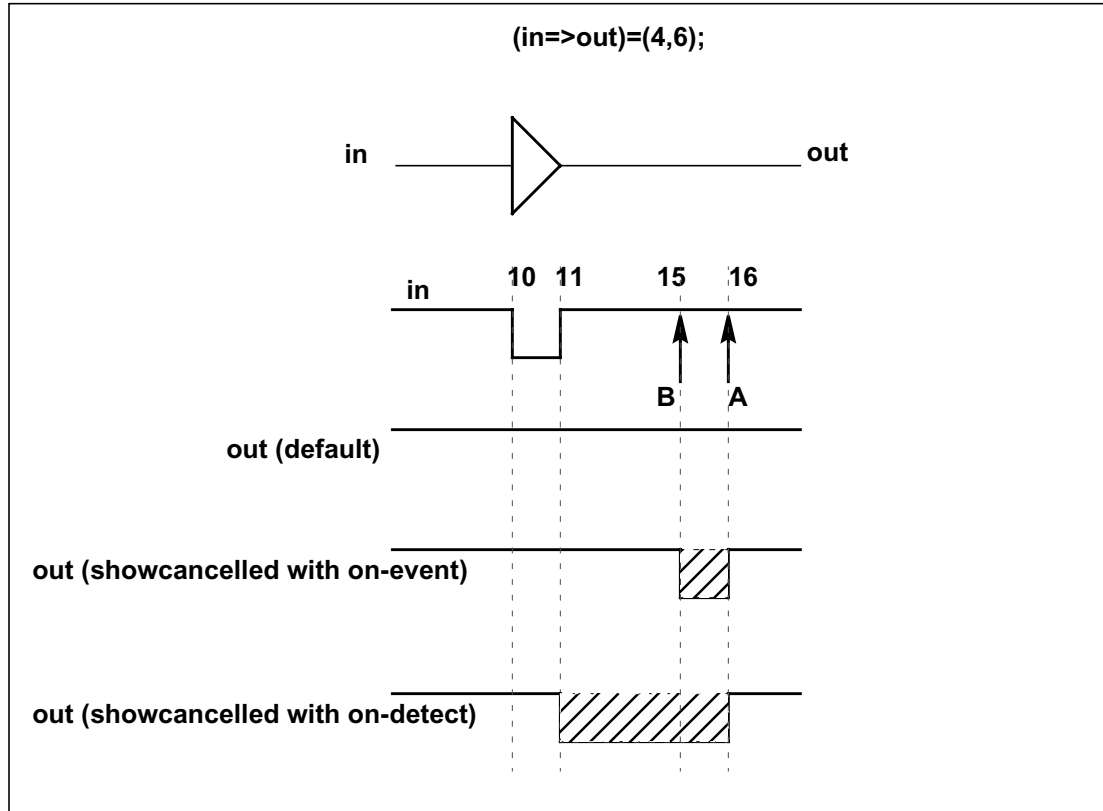 (in=>out)=(4,6);
in out
10 11 15 16
in
B A
out (default)
out (showcancelled with on-event)
out (showcancelled with on-detect)